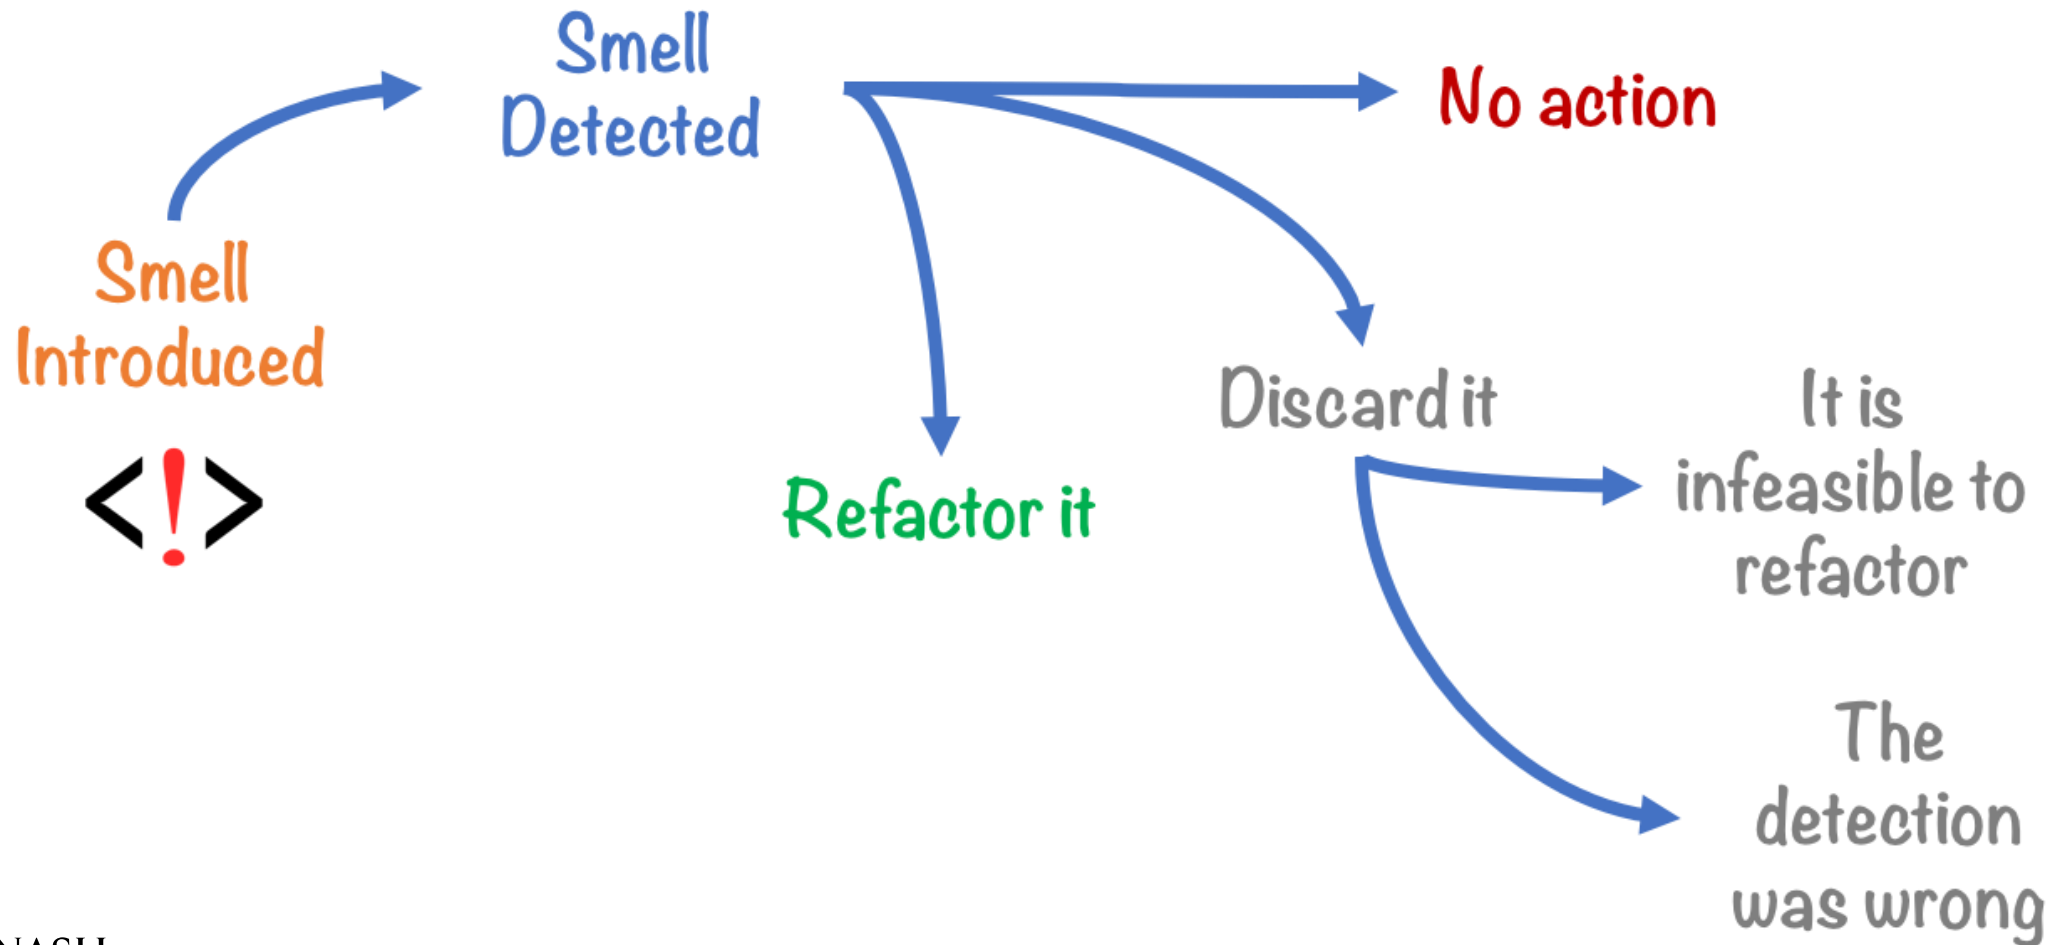 Smell
Detected
No action
Smell
Introduced
<!>
Refactor it
Discard it
It is
infeasible to
refactor
The
detection
was wrong